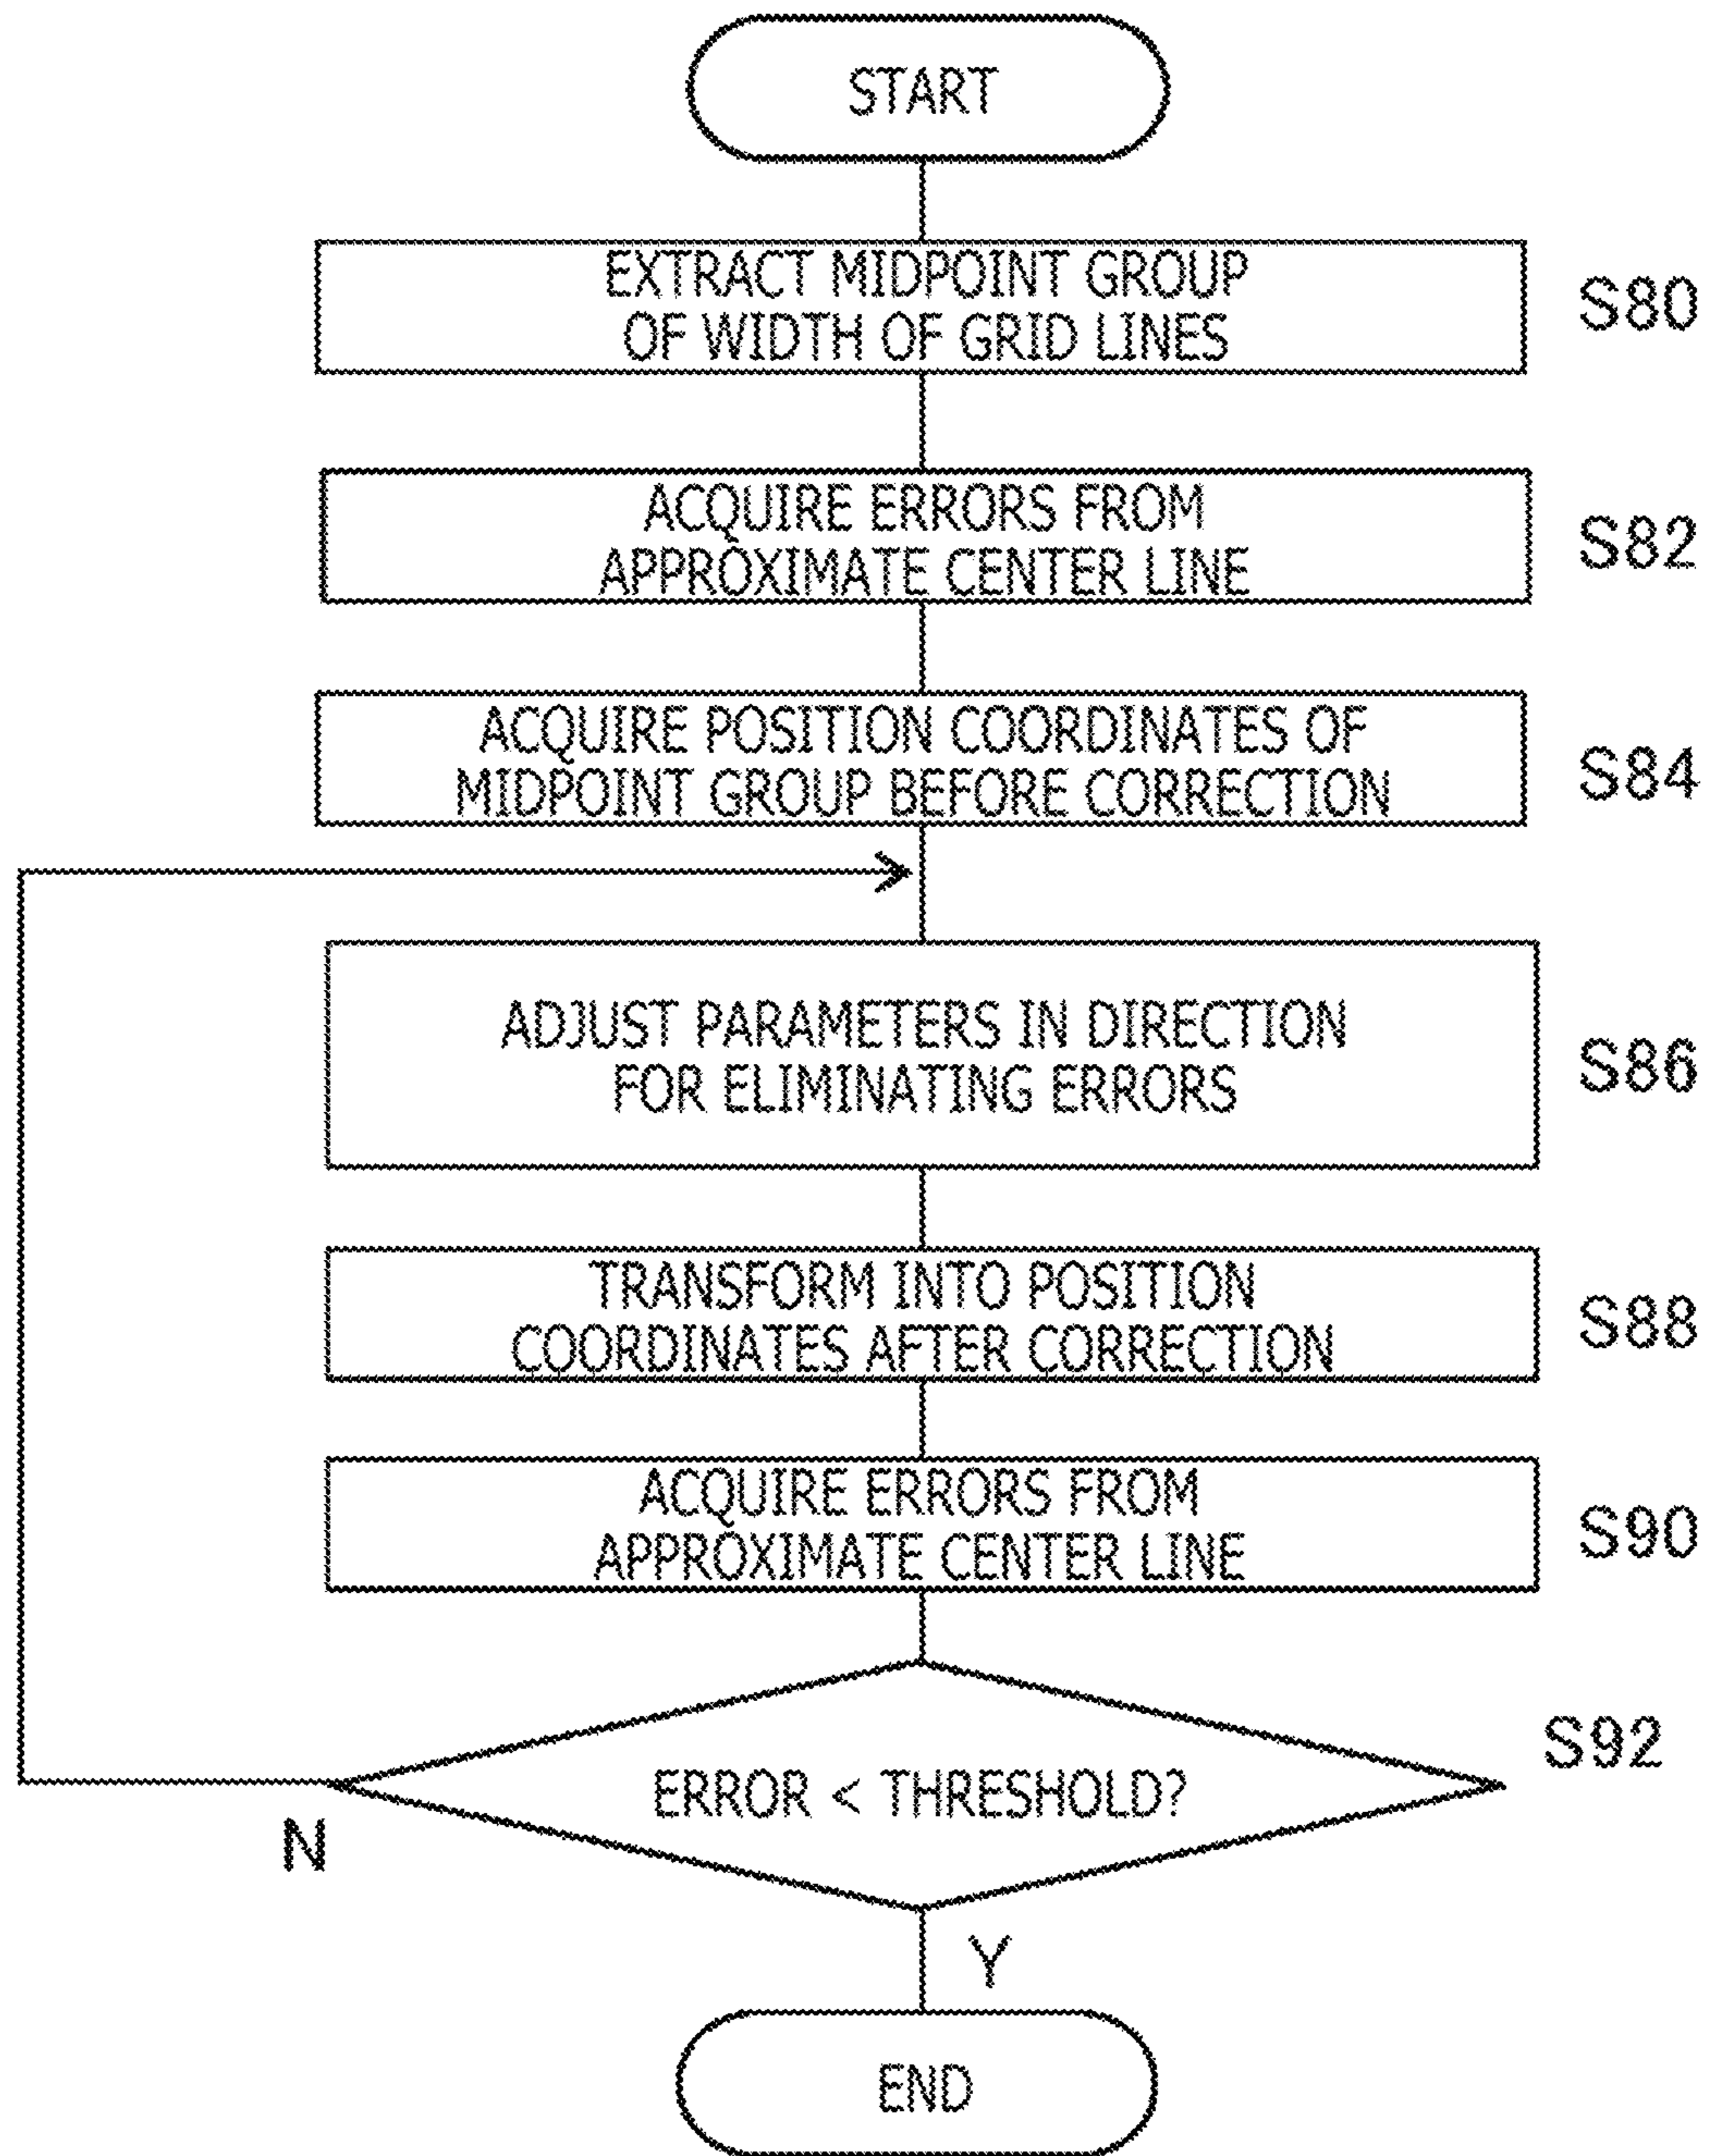 START
EXTRACT MIDPOINT GROUP
OF WIDTH OF GRID LINES
S80
ACQUIRE ERRORS FROM
APPROXIMATE CENTER LINE
S82
ACQUIRE POSITION COORDINATES OF
MIDPOINT GROUP BEFORE CORRECTION
S84
ADJUST PARAMETERS IN DIRECTION
FOR ELIMINATING ERRORS
S86
TRANSFORM INTO POSITION
COORDINATES AFTER CORRECTION
S88
ACQUIRE ERRORS FROM
APPROXIMATE CENTER LINE
S90
ERROR < THRESHOLD?
S92
N
Y
END